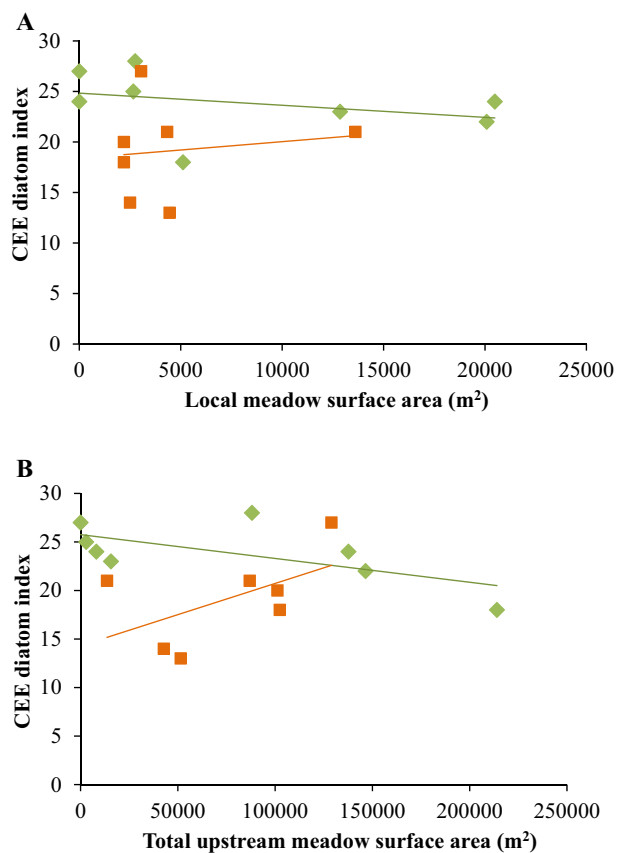 A
30
25
20
15
10
5
0
CEE diatom index
0 5000 10000 15000 20000 25000
Local meadow surface area (m²)
B
30
25
20
15
10
5
0
CEE diatom index
0 50000 100000 150000 200000 250000
Total upstream meadow surface area (m²)